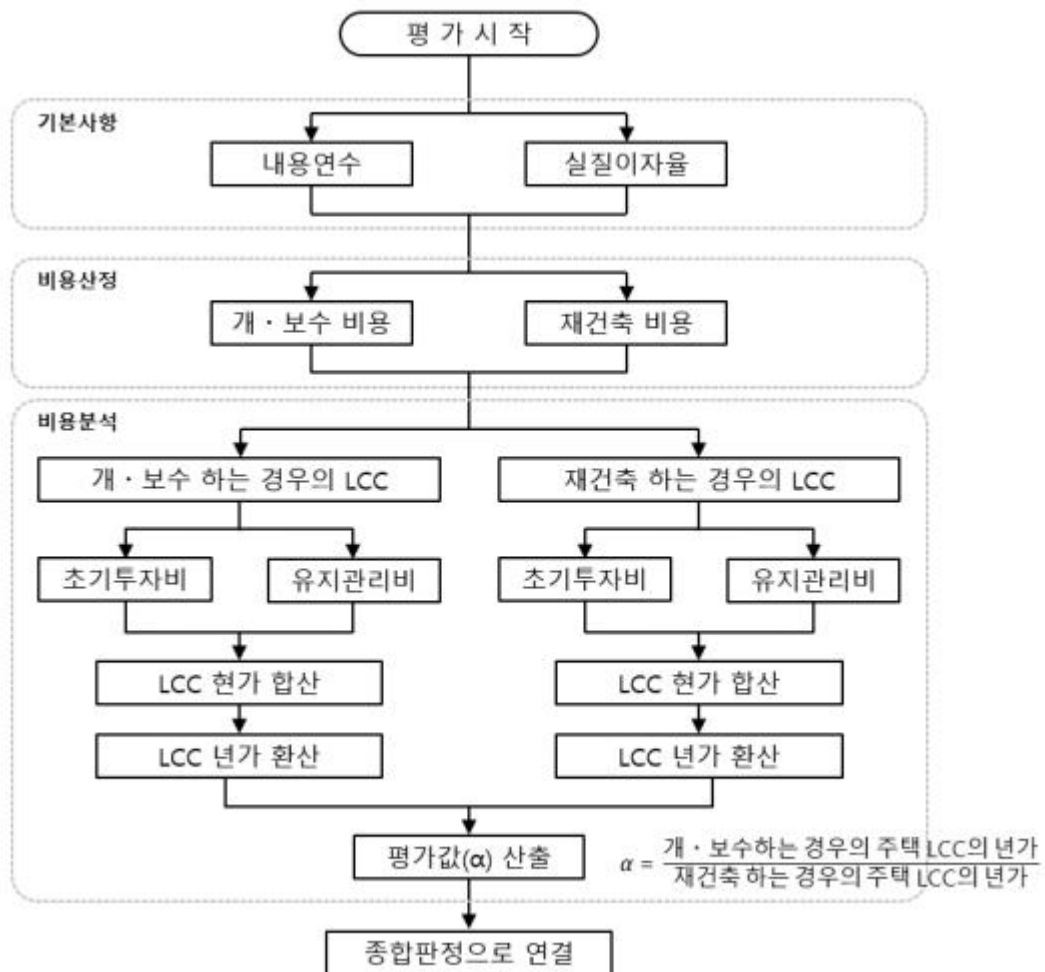 평 가 시 작
기본사항
내용연수
실질이자율
비용산정
개 · 보수 비용
재건축 비용
비용분석
개 · 보수 하는 경우의 LCC
재건축 하는 경우의 LCC
초기투자비
유지관리비
초기투자비
유지관리비
LCC 현가 합산
LCC 현가 합산
LCC 년가 환산
LCC 년가 환산
평가값(α) 산출
α = 개 · 보수하는 경우의 주택 LCC의 년가
재건축 하는 경우의 주택 LCC의 년가
종합판정으로 연결